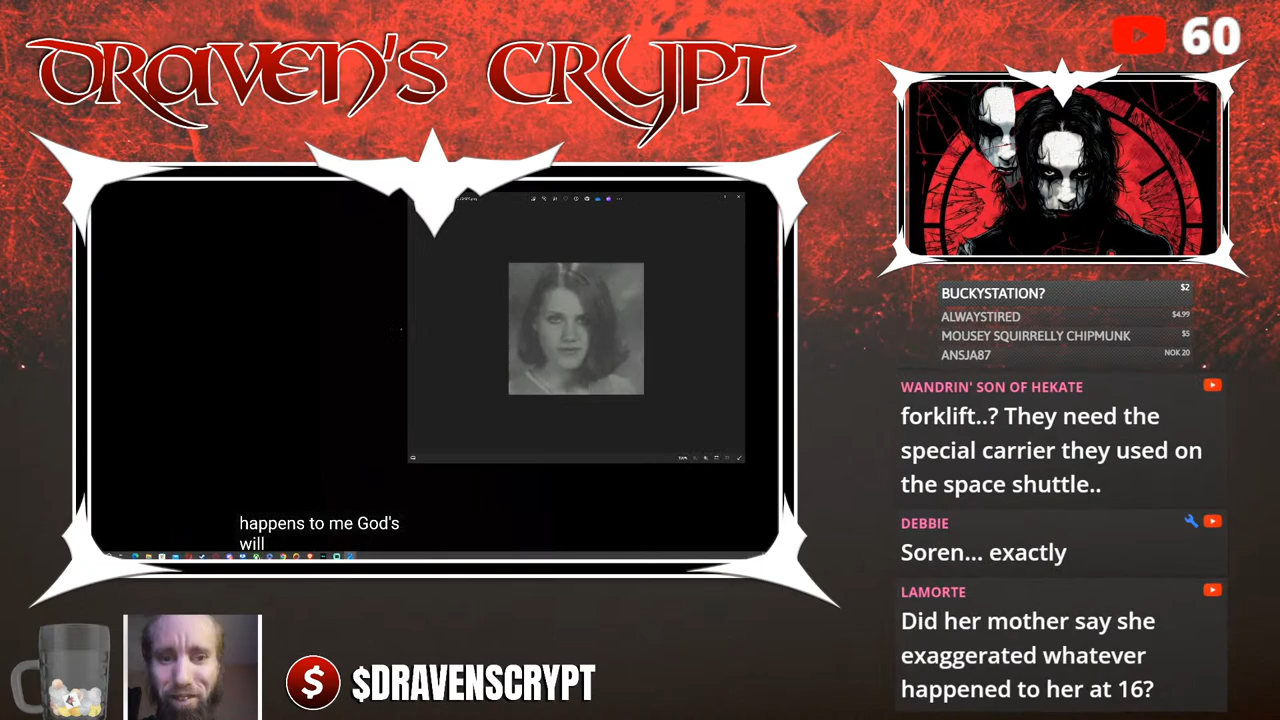 DRAVEN'S CRYPT
60
happens to me God's
will
BUCKYSTATION? $2
ALWAYSTIRED $4.99
MOUSEY SQUIRRELLY CHIPMUNK $5
ANSJA87 NOK 20
WANDRIN' SON OF HEKATE
forklift..? They need the
special carrier they used on
the space shuttle..
DEBBIE
Soren... exactly
LAMORTE
Did her mother say she
exaggerated whatever
happened to her at 16?
$ $DRAVENSCRYPT